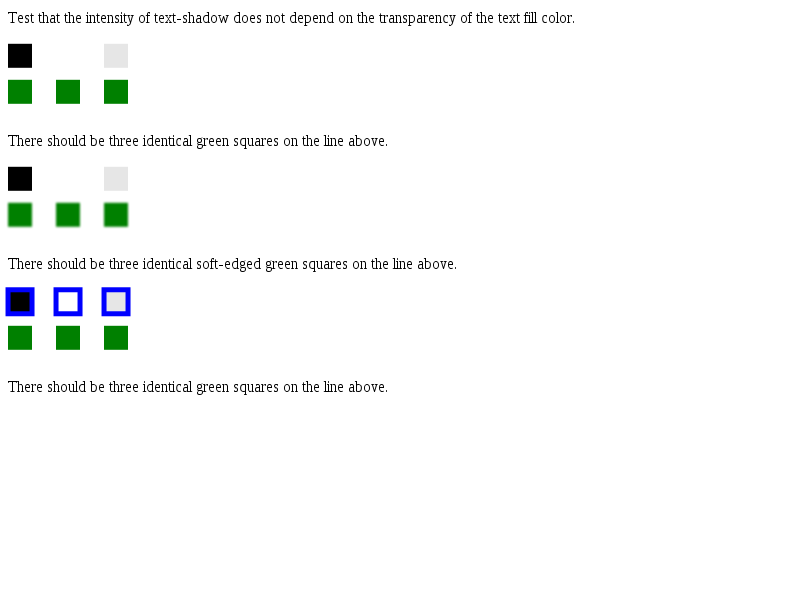 Test that the intensity of text-shadow does not depend on the transparency of the text fill color.
There should be three identical green squares on the line above.
There should be three identical soft-edged green squares on the line above.
There should be three identical green squares on the line above.